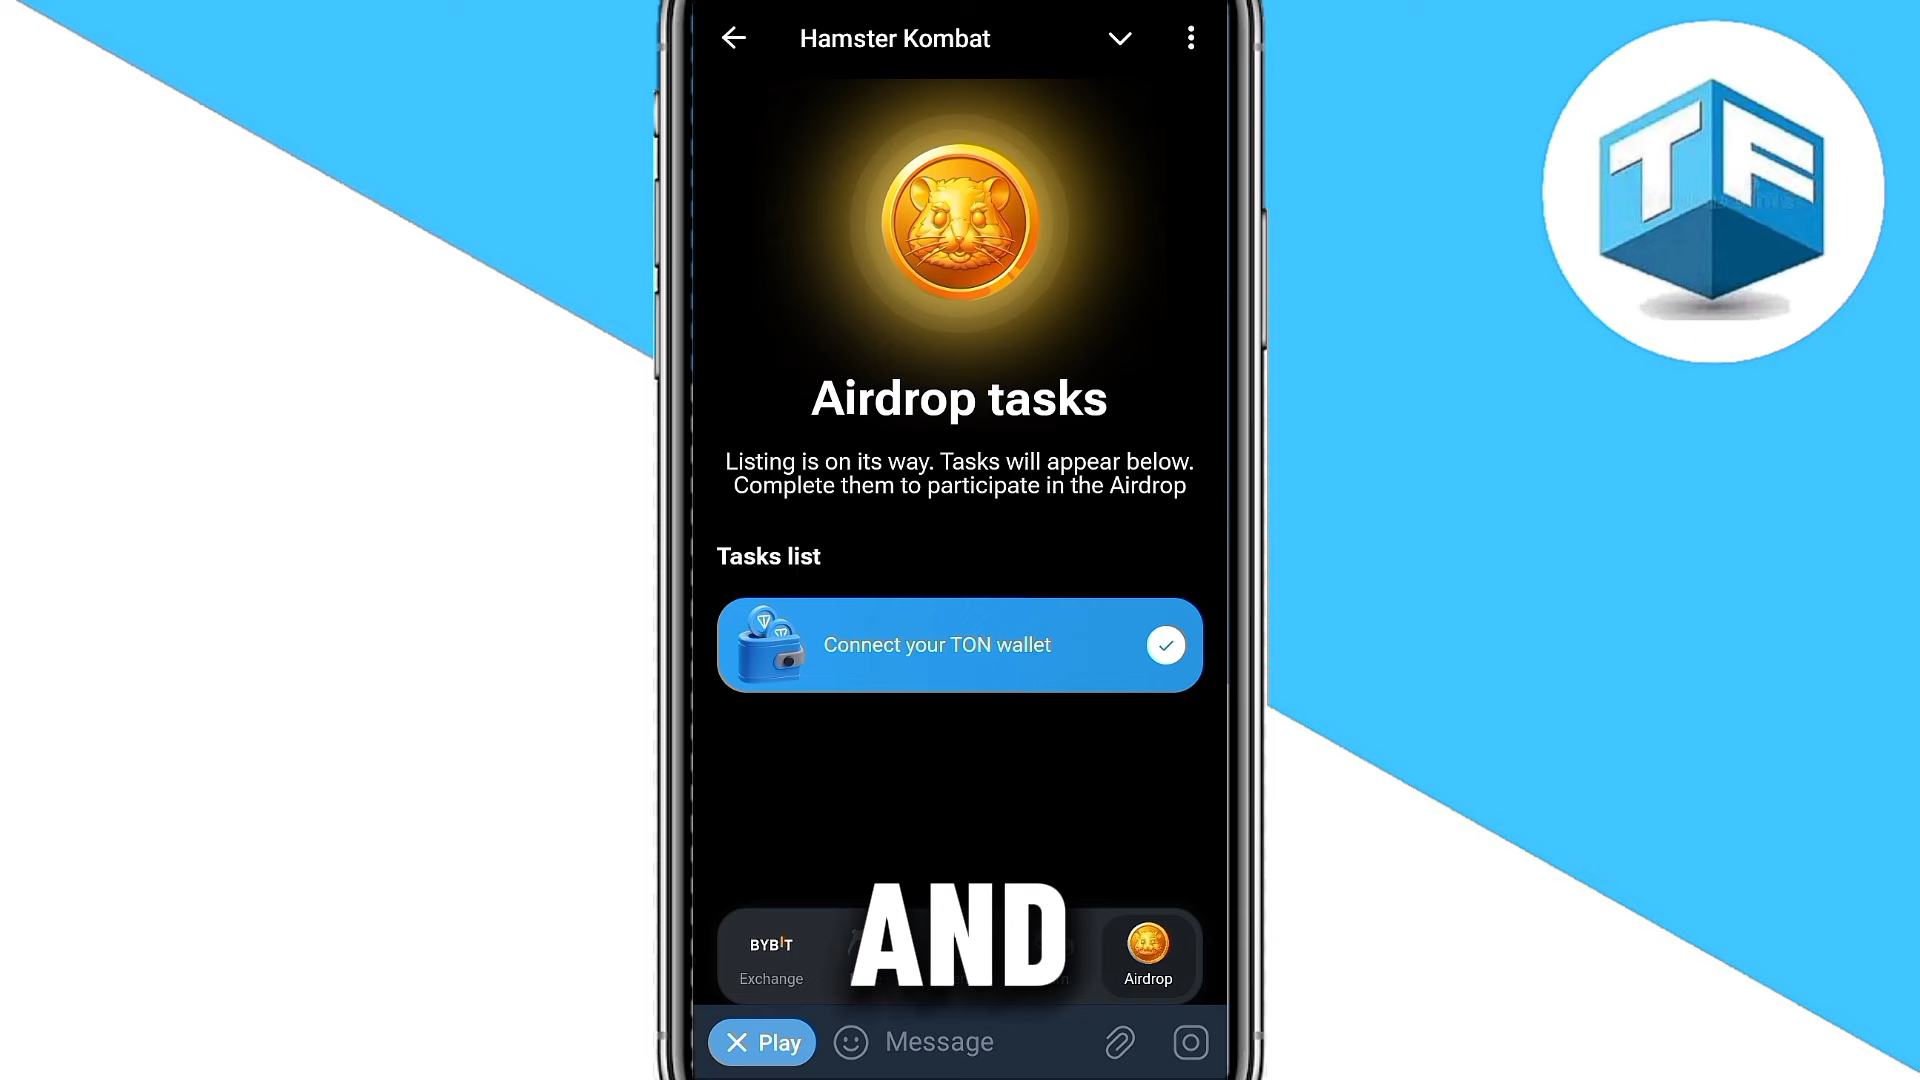 Hamster Kombat
TF
Airdrop tasks
Listing is on its way. Tasks will appear below.
Complete them to participate in the Airdrop
Tasks list
Connect your TON wallet
AND
BYBIT
Exchange
Airdrop
Play
Message